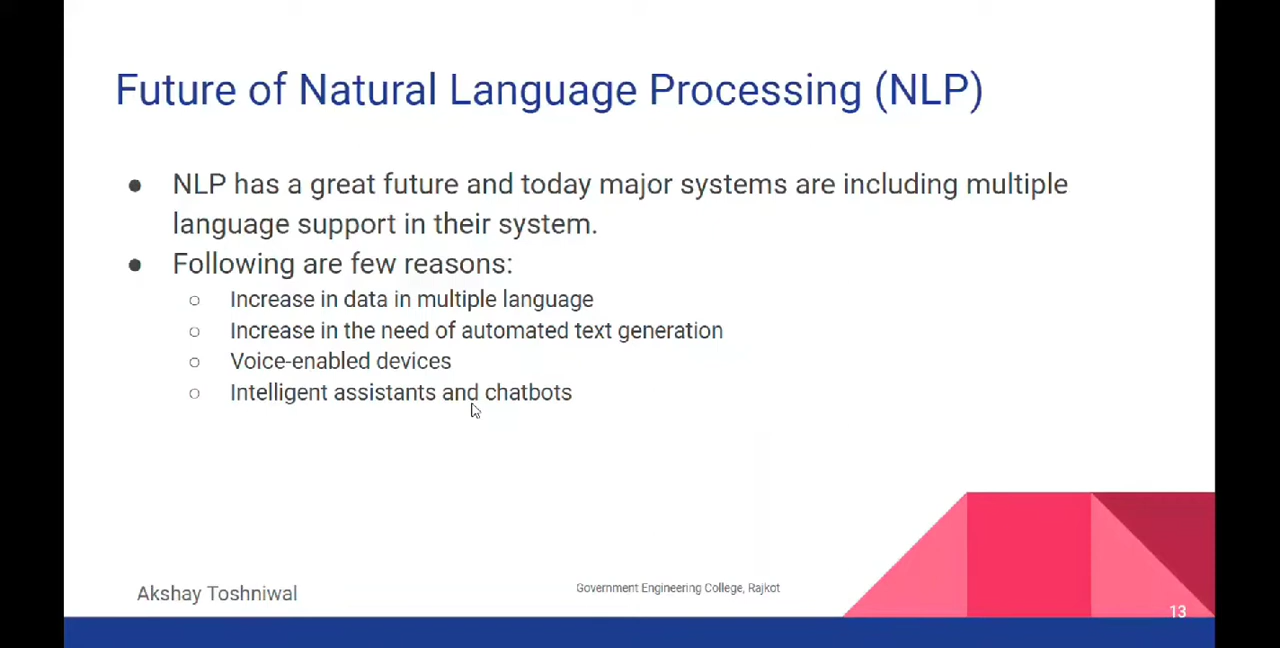 Future of Natural Language Processing (NLP)
● NLP has a great future and today major systems are including multiple
language support in their system.
● Following are few reasons:
○ Increase in data in multiple language
○ Increase in the need of automated text generation
○ Voice-enabled devices
○ Intelligent assistants and chatbots
Akshay Toshniwal
Government Engineering College, Rajkot
13